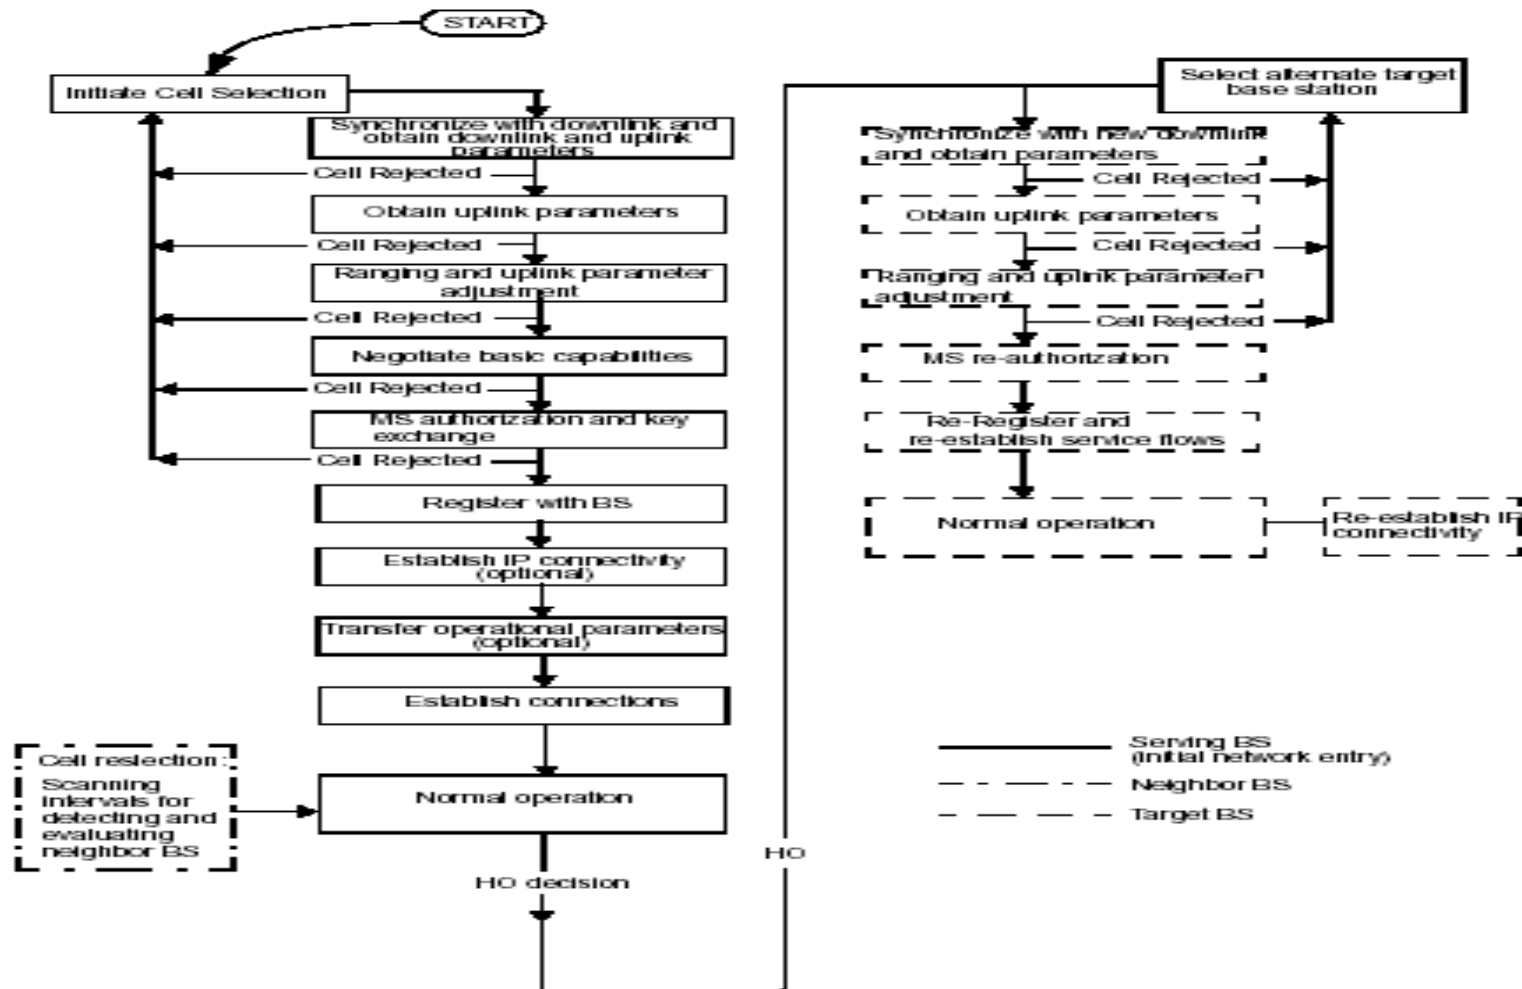 START
Initiate Cell Selection
Synchronize with downlink and
obtain downlink and uplink
parameters
Cell Rejected
Obtain uplink parameters
Cell Rejected
Ranging and uplink parameter
adjustment
Cell Rejected
Negotiate basic capabilities
Cell Rejected
MS authorization and key
exchange
Cell Rejected
Register with BS
Establish IP connectivity
(optional)
Transfer operational parameters
(optional)
Establish connections
Cell reslection:
Scanning
intervals for
detecting and
evaluating
neighbor BS
Normal operation
HO decision
HO
Select alternate target
base station
Synchronize with new downlink
and obtain parameters
Cell Rejected
Obtain uplink parameters
Cell Rejected
Ranging and uplink parameter
adjustment
Cell Rejected
MS re-authorization
Re-Register and
re-establish service flows
Normal operation
Re-establish IP
connectivity
Serving BS
(initial network entry)
Neighbor BS
Target BS